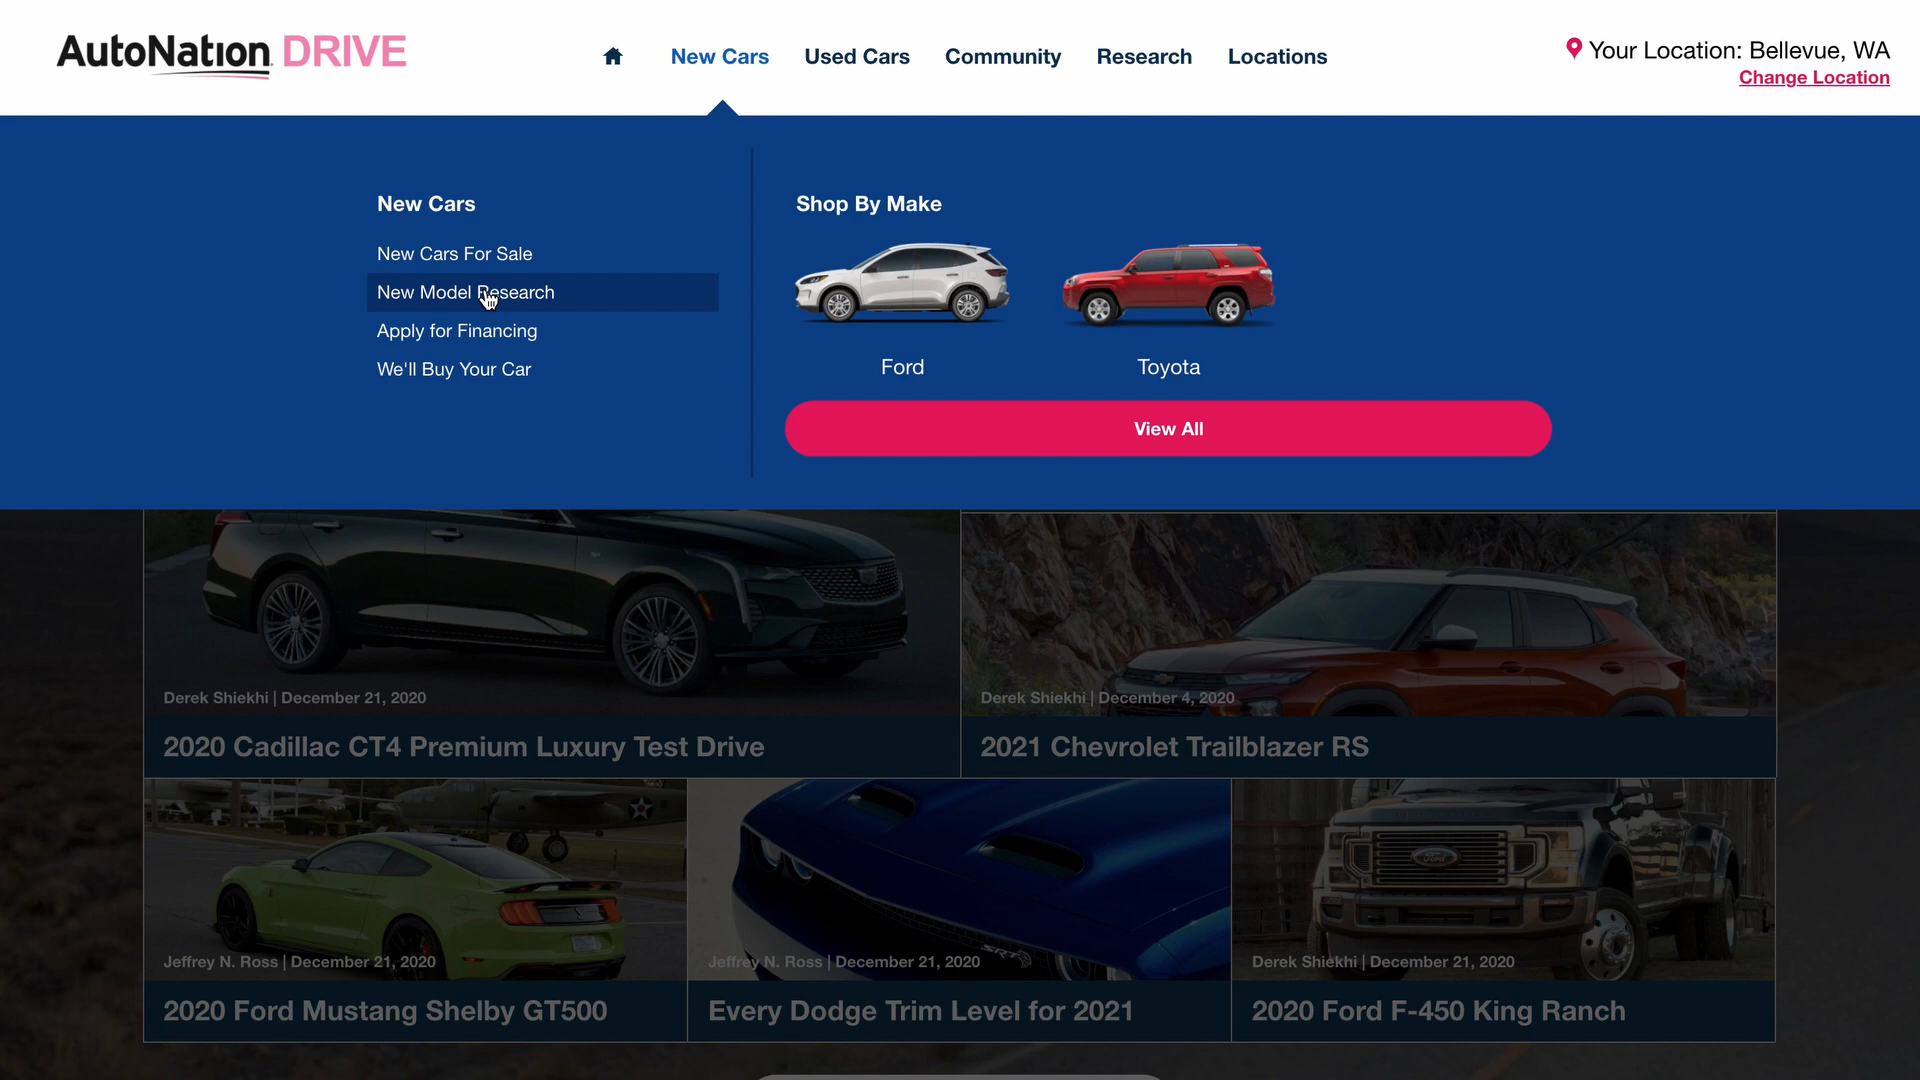 AutoNation DRIVE
New Cars
Used Cars
Community
Research
Locations
Your Location: Bellevue, WA
Change Location
New Cars
New Cars For Sale
New Model Research
Apply for Financing
We'll Buy Your Car
Shop By Make
Ford
Toyota
View All
Derek Shiekhi | December 21, 2020
2020 Cadillac CT4 Premium Luxury Test Drive
Derek Shiekhi | December 4, 2020
2021 Chevrolet Trailblazer RS
Jeffrey N. Ross | December 21, 2020
2020 Ford Mustang Shelby GT500
SRT
Jeffrey N. Ross | December 21, 2020
Every Dodge Trim Level for 2021
Ford
Derek Shiekhi | December 21, 2020
2020 Ford F-450 King Ranch